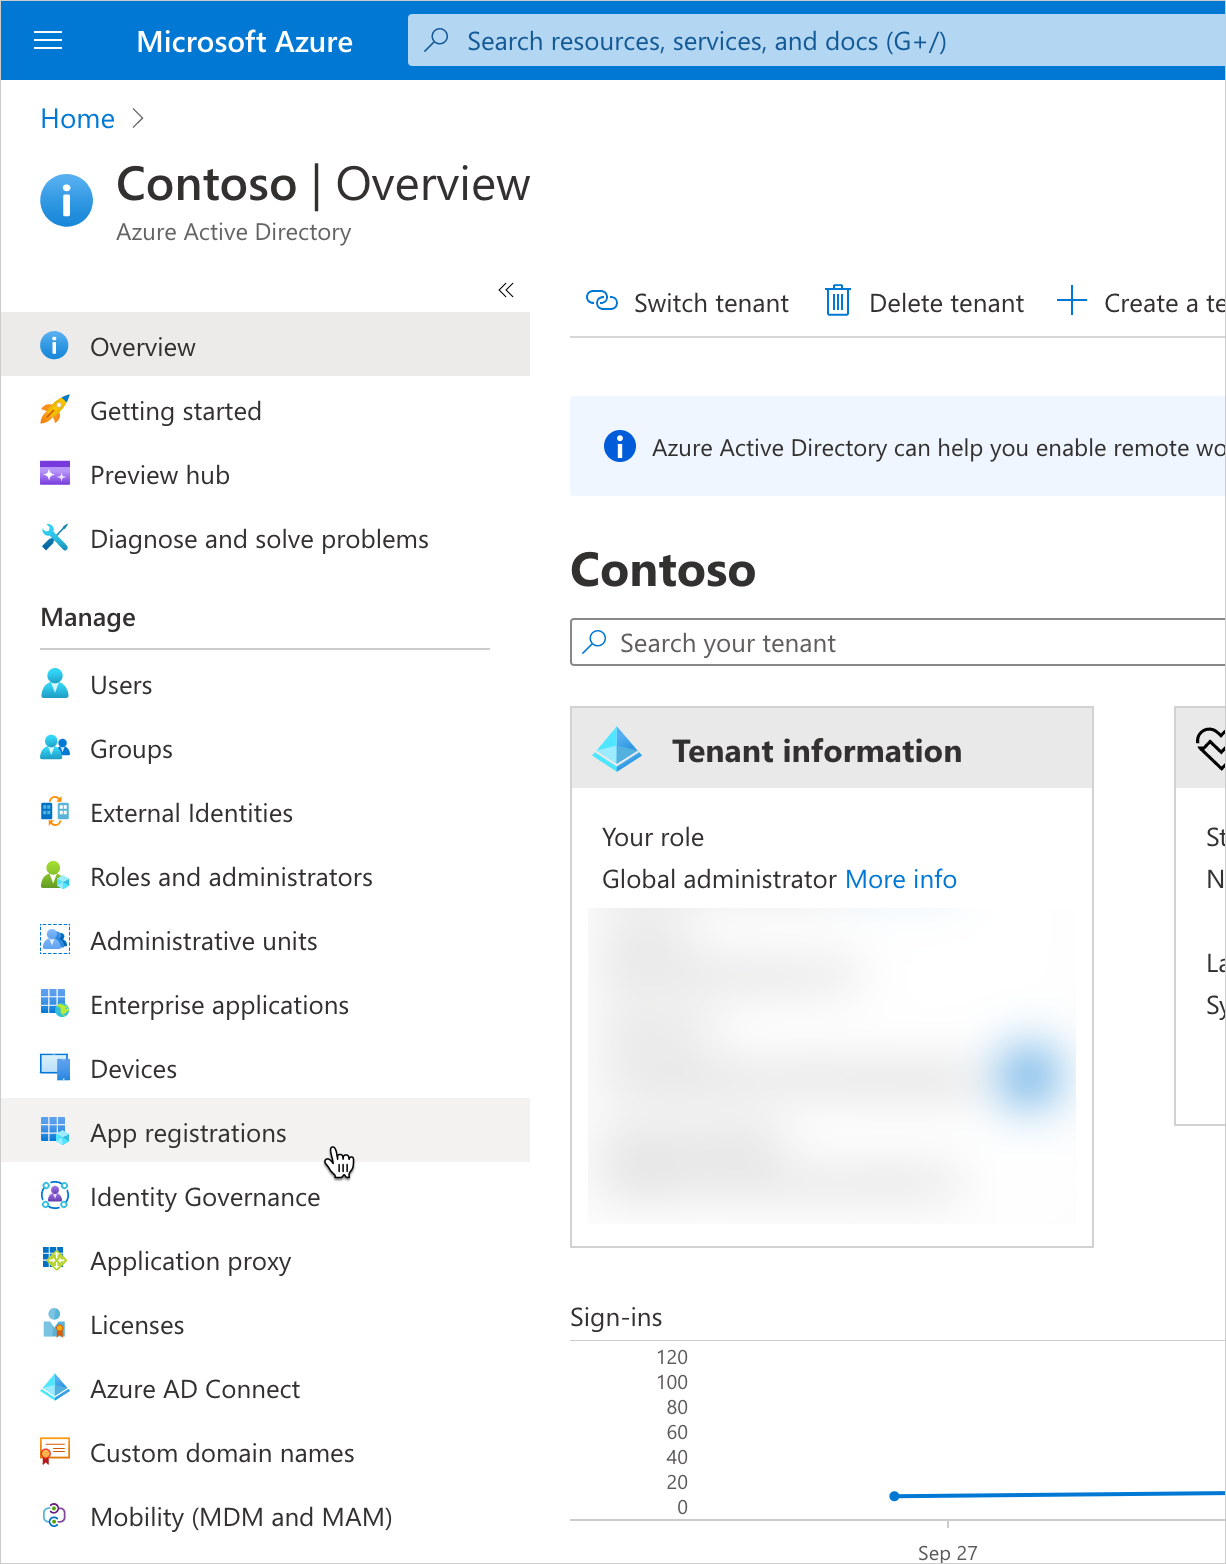 Microsoft Azure
Search resources, services, and docs (G+/)
Home
Contoso | Overview
Azure Active Directory
Overview
Getting started
Preview hub
Diagnose and solve problems
Manage
Users
Groups
External Identities
Roles and administrators
Administrative units
Enterprise applications
Devices
App registrations
Identity Governance
Application proxy
Licenses
Azure AD Connect
Custom domain names
Mobility (MDM and MAM)
Switch tenant
Delete tenant
Create a te
Azure Active Directory can help you enable remote wo
Contoso
Search your tenant
Tenant information
Your role
Global administrator More info
St
N
La
Sy
Sign-ins
120
100
80
60
40
20
0
Sep 27